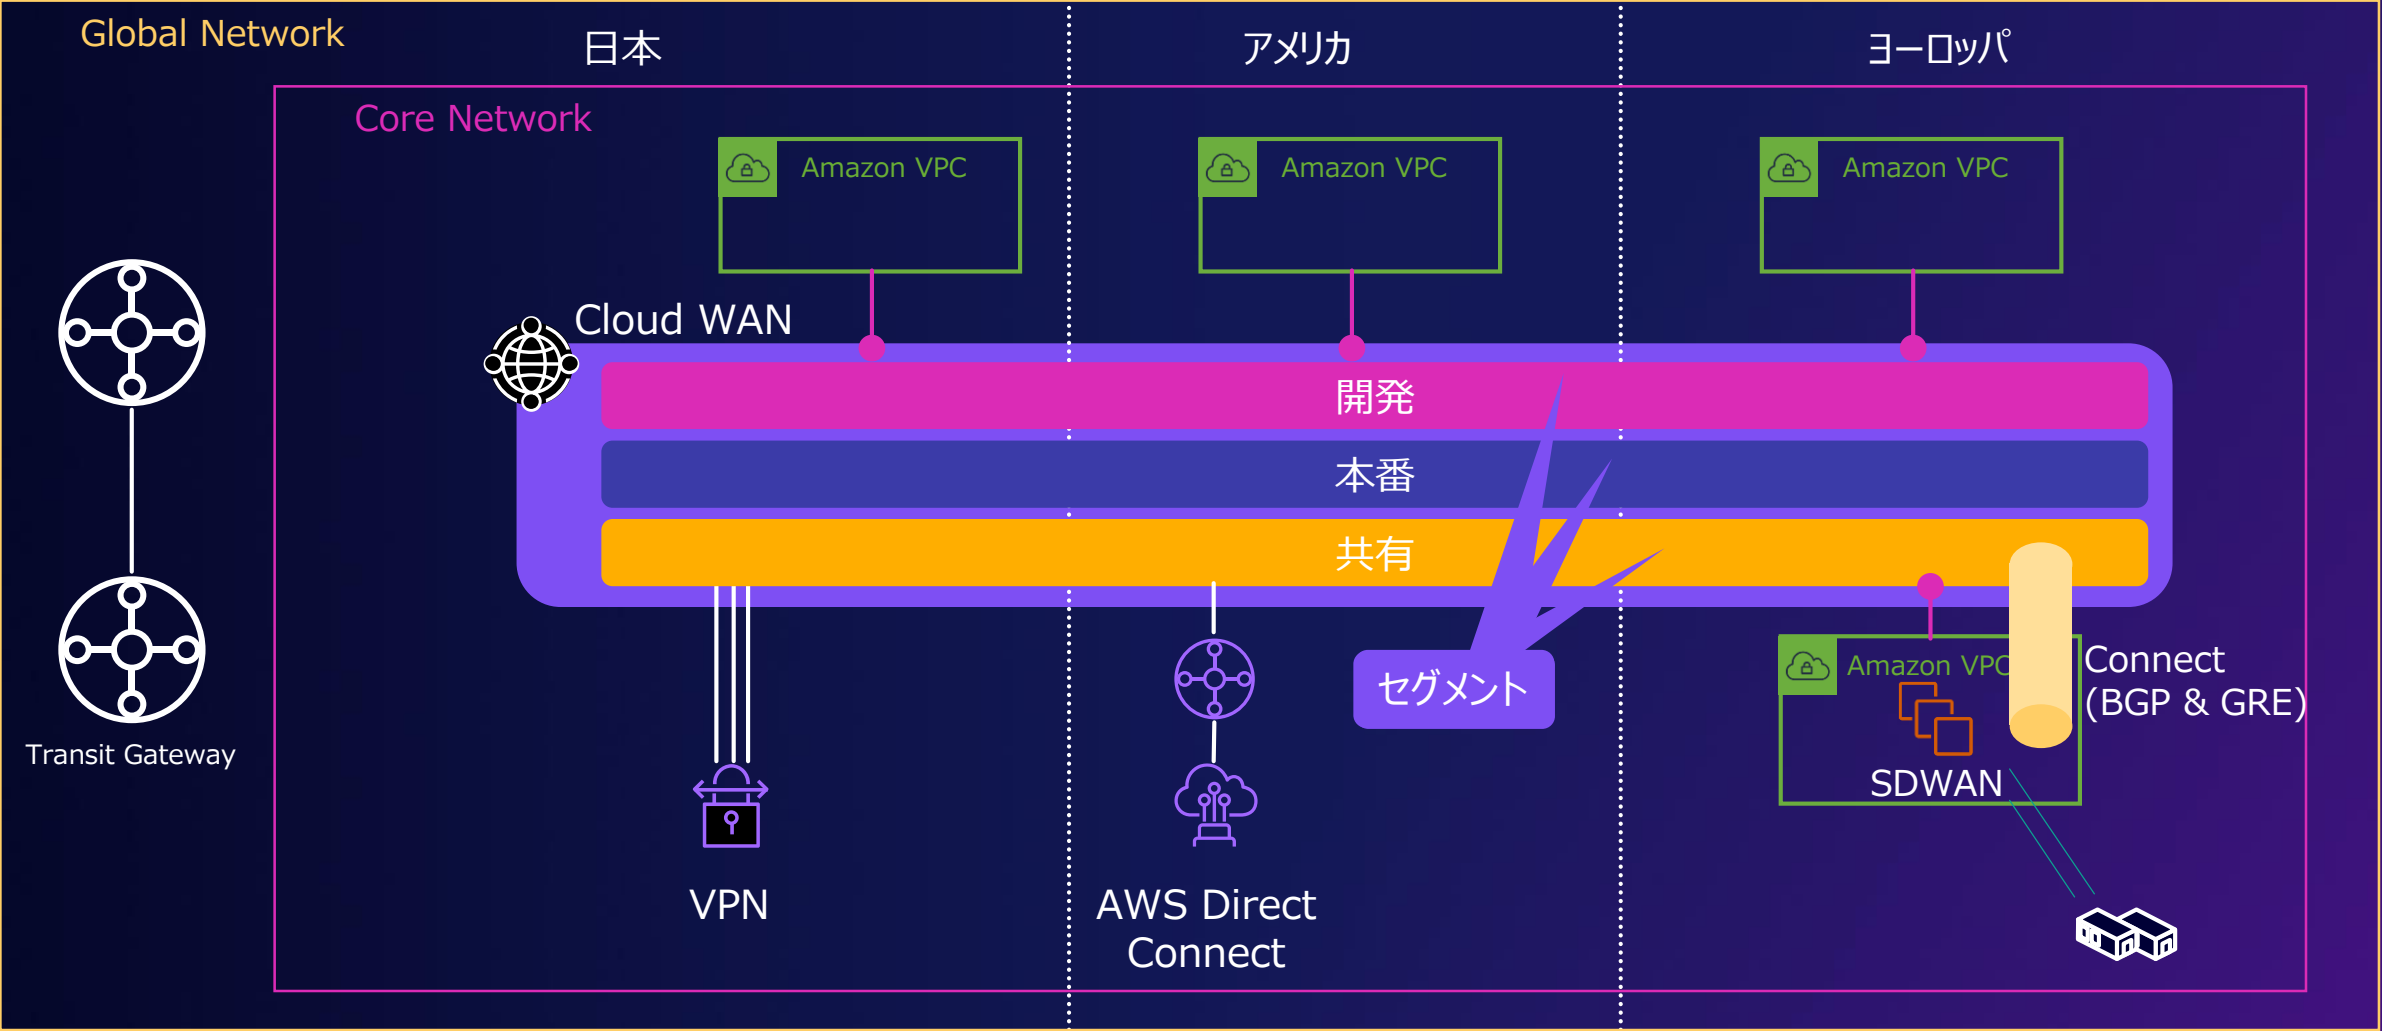 Global Network
日本
アメリカ
ヨーロッパ
Core Network
Amazon VPC
Amazon VPC
Amazon VPC
Cloud WAN
開発
本番
共有
セグメント
Transit Gateway
VPN
AWS Direct
Connect
Amazon VPC
SDWAN
Connect
(BGP & GRE)